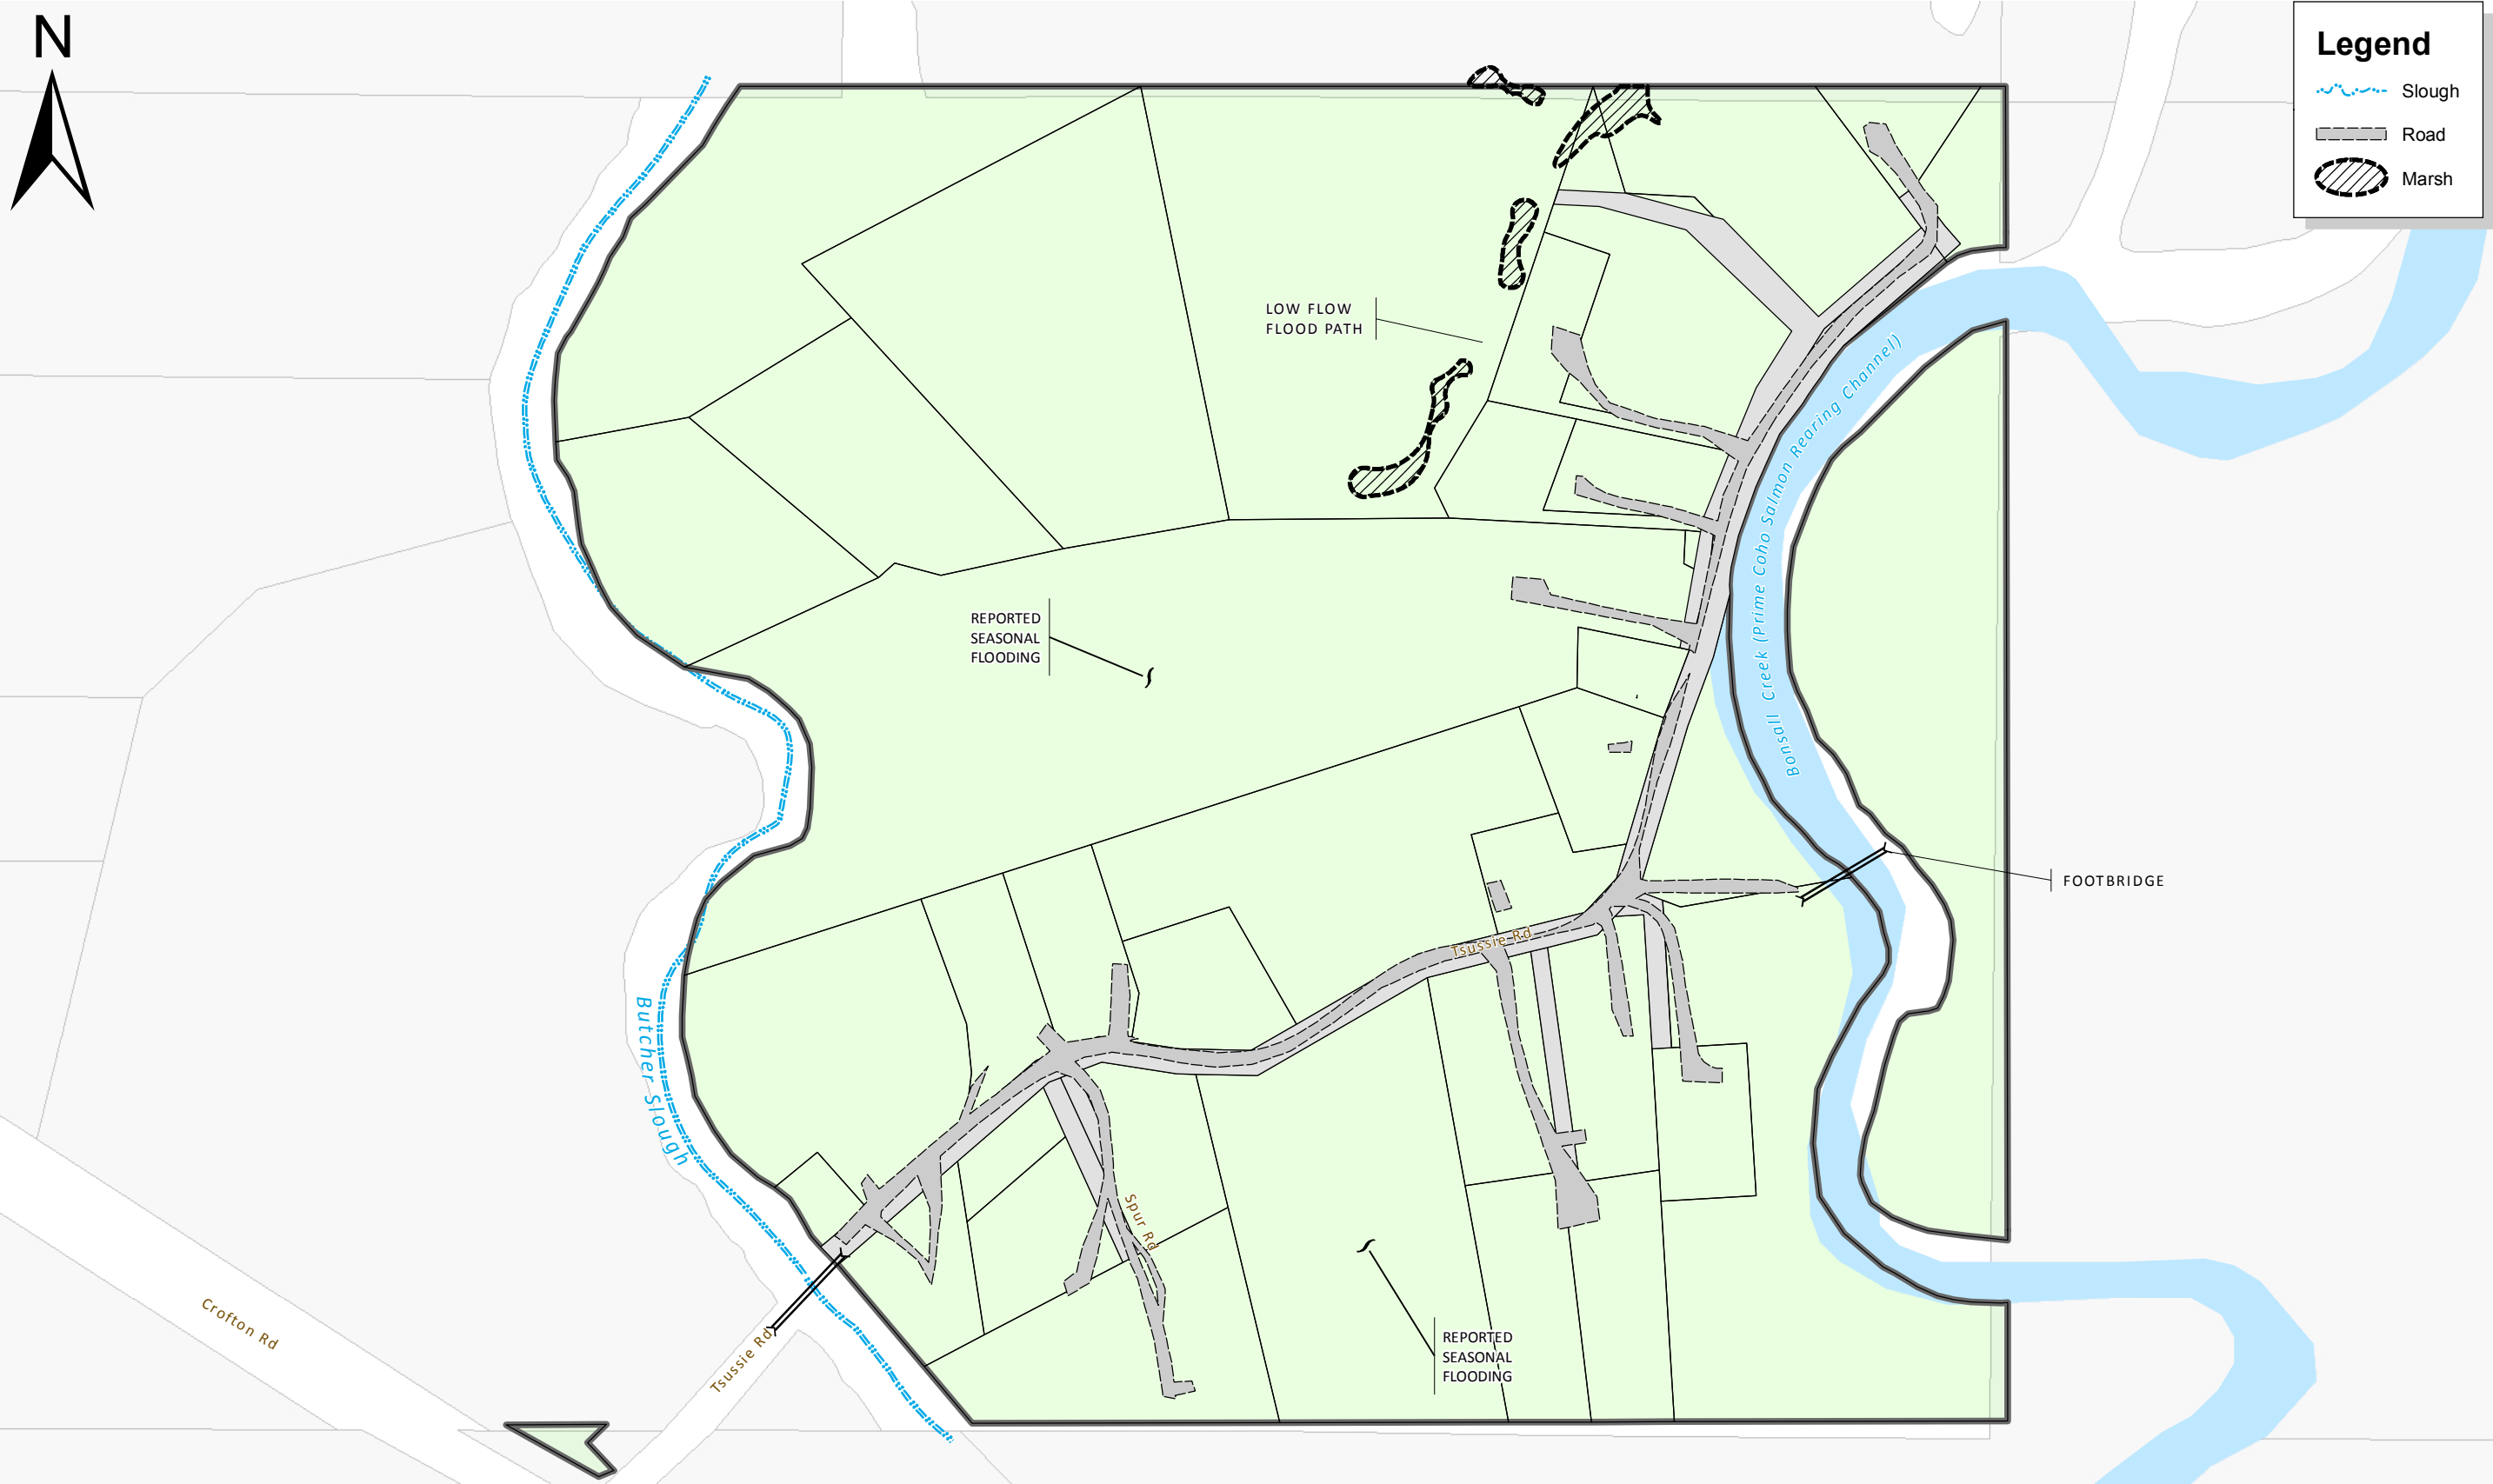 N
Legend
Slough
Road
Marsh
LOW FLOW
FLOOD PATH
Bonsall Creek (Prime Coho Salmon Rearing Channel)
REPORTED
SEASONAL
FLOODING
FOOTBRIDGE
Tsussie Rd
Butcher Slough
Spur Rd
Crofton Rd
Tsussie Rd
REPORTED
SEASONAL
FLOODING